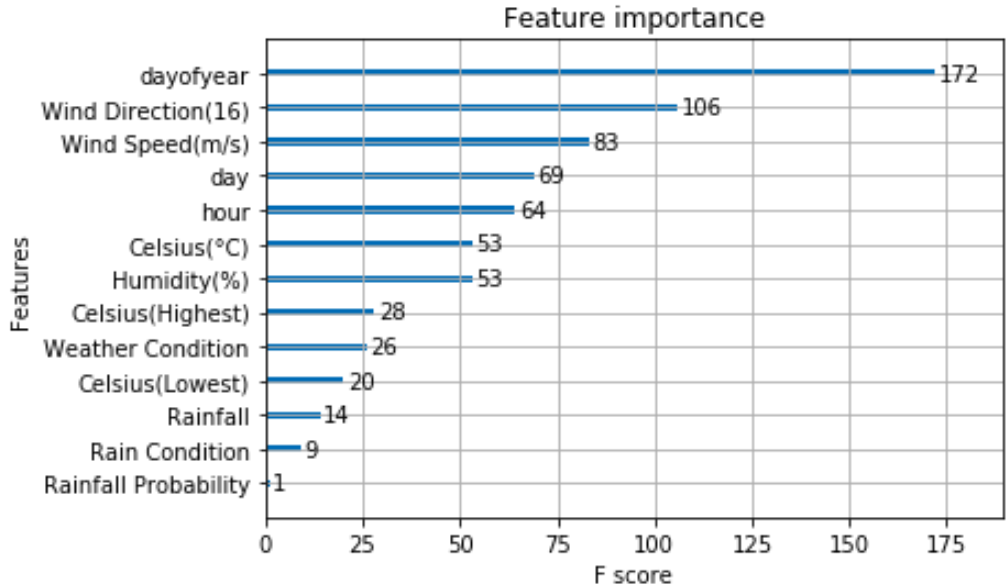 Feature importance
Features
dayofyear 172
Wind Direction(16) 106
Wind Speed(m/s) 83
day 69
hour 64
Celsius(°C) 53
Humidity(%) 53
Celsius(Highest) 28
Weather Condition 26
Celsius(Lowest) 20
Rainfall 14
Rain Condition 9
Rainfall Probability 1
0 25 50 75 100 125 150 175
F score